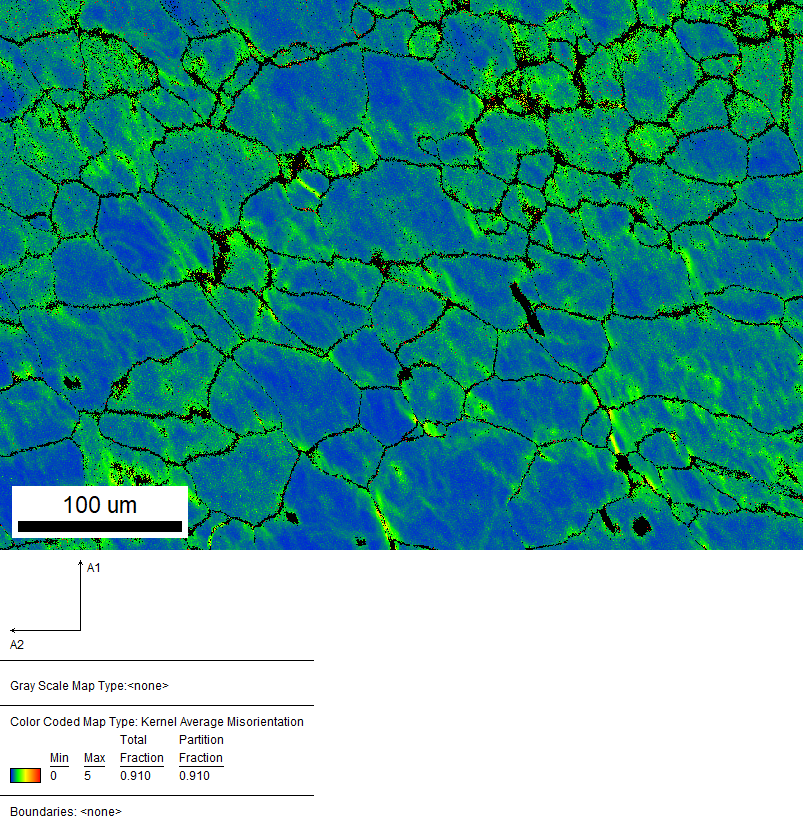 100 um
A1
A2
Gray Scale Map Type:<none>
Color Coded Map Type: Kernel Average Misorientation
Total Partition
Min Max Fraction Fraction
0 5 0.910 0.910
Boundaries: <none>